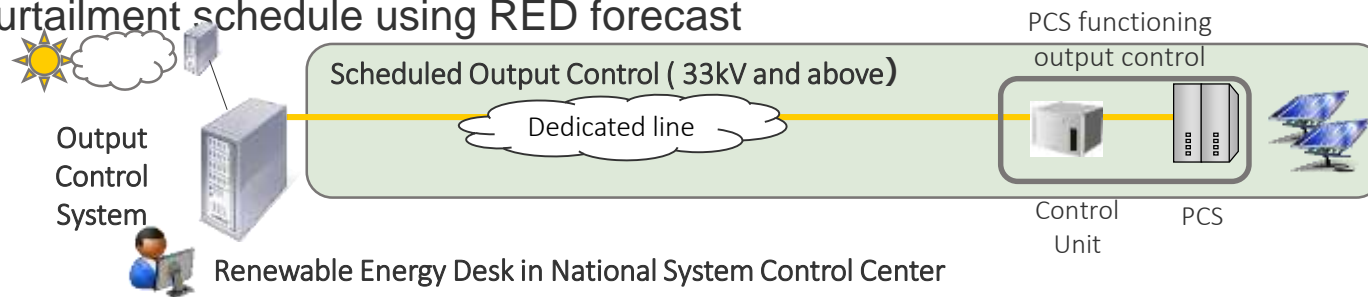 urtailment schedule using RED forecast
PCS functioning
output control
Scheduled Output Control ( 33kV and above)
Dedicated line
Output
Control
System
Control
Unit
PCS
Renewable Energy Desk in National System Control Center